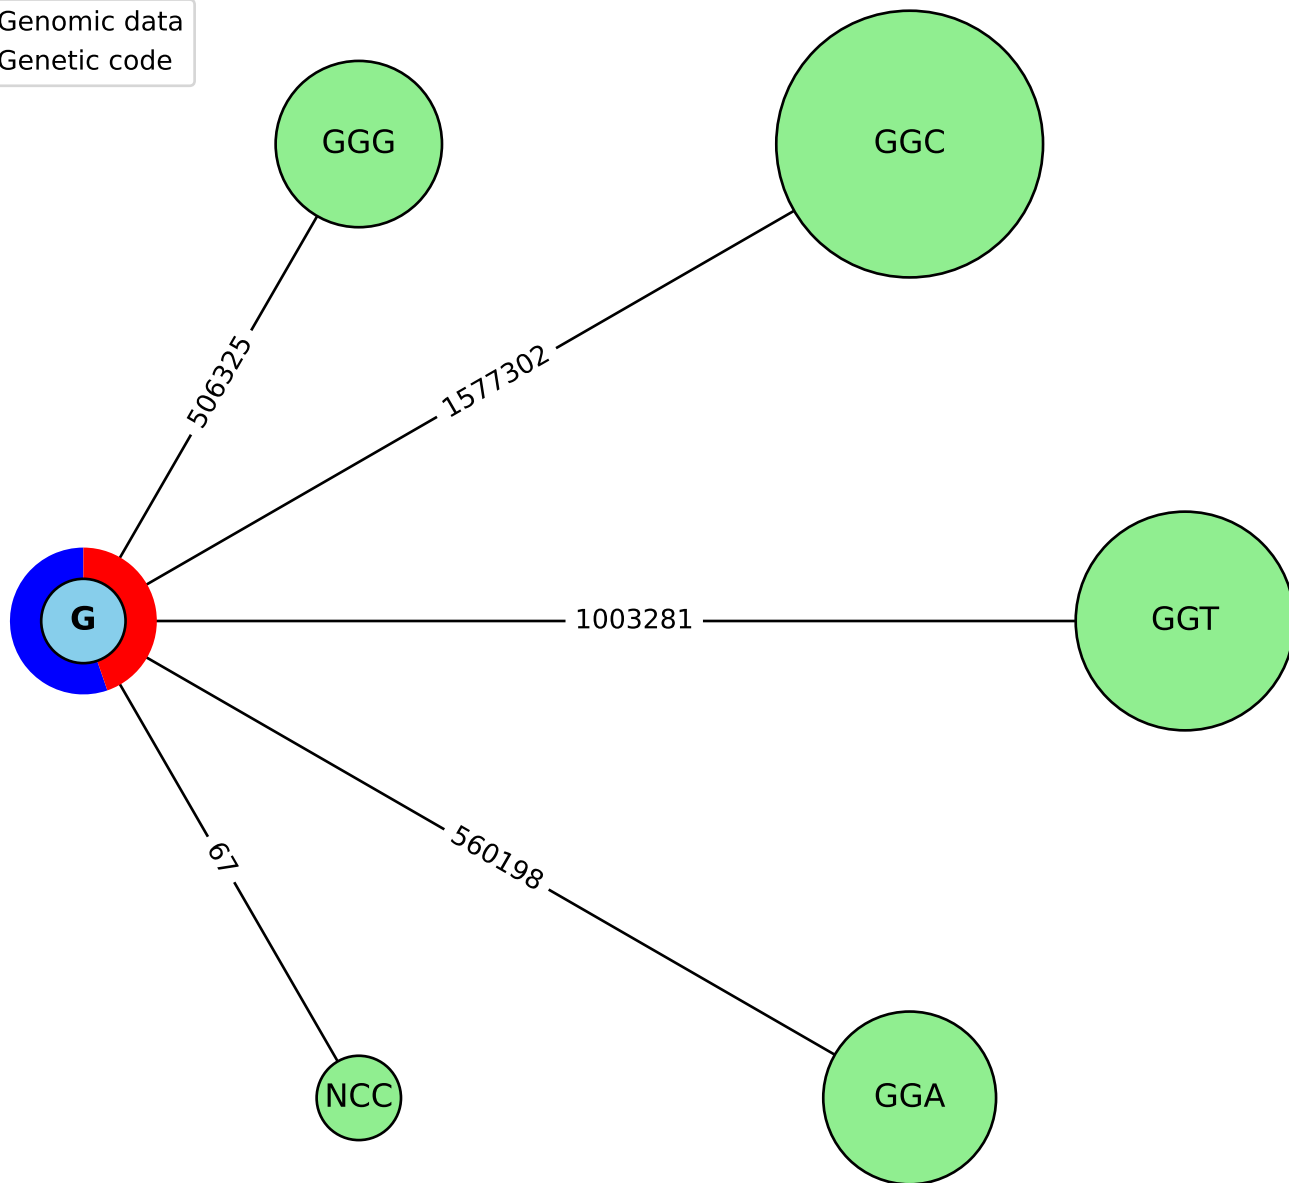 Genomic data
Genetic code
GGG
GGC
506325
1577302
G
1003281
GGT
67
560198
NCC
GGA